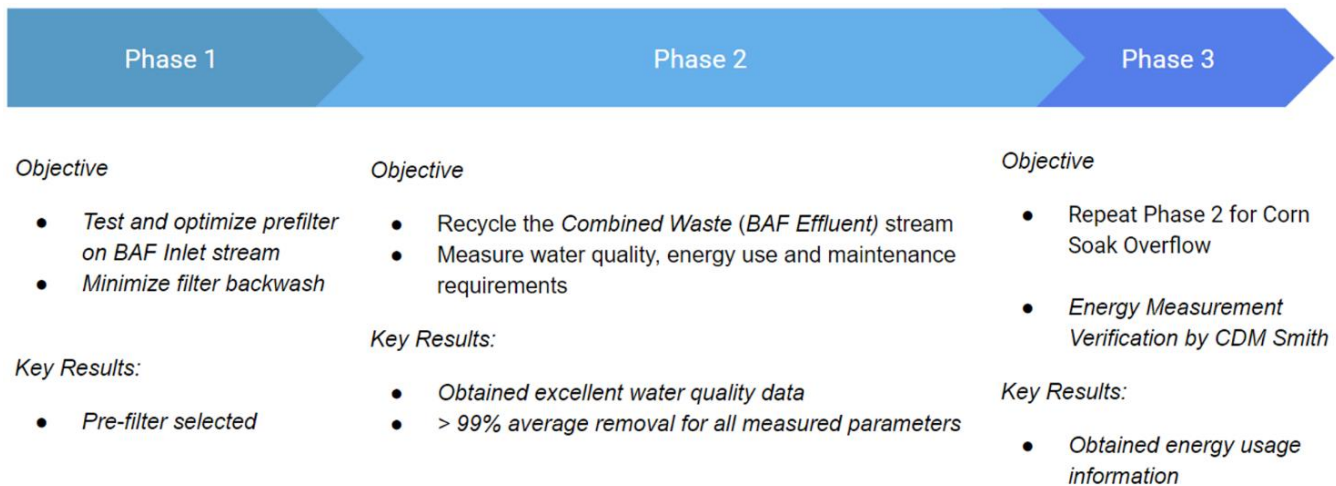 Phase 1
Phase 2
Phase 3
Objective
● Test and optimize prefilter
on BAF Inlet stream
● Minimize filter backwash
Key Results:
● Pre-filter selected
Objective
● Recycle the Combined Waste (BAF Effluent) stream
● Measure water quality, energy use and maintenance
requirements
Key Results:
● Obtained excellent water quality data
● > 99% average removal for all measured parameters
Objective
● Repeat Phase 2 for Corn
Soak Overflow
● Energy Measurement
Verification by CDM Smith
Key Results:
● Obtained energy usage
information